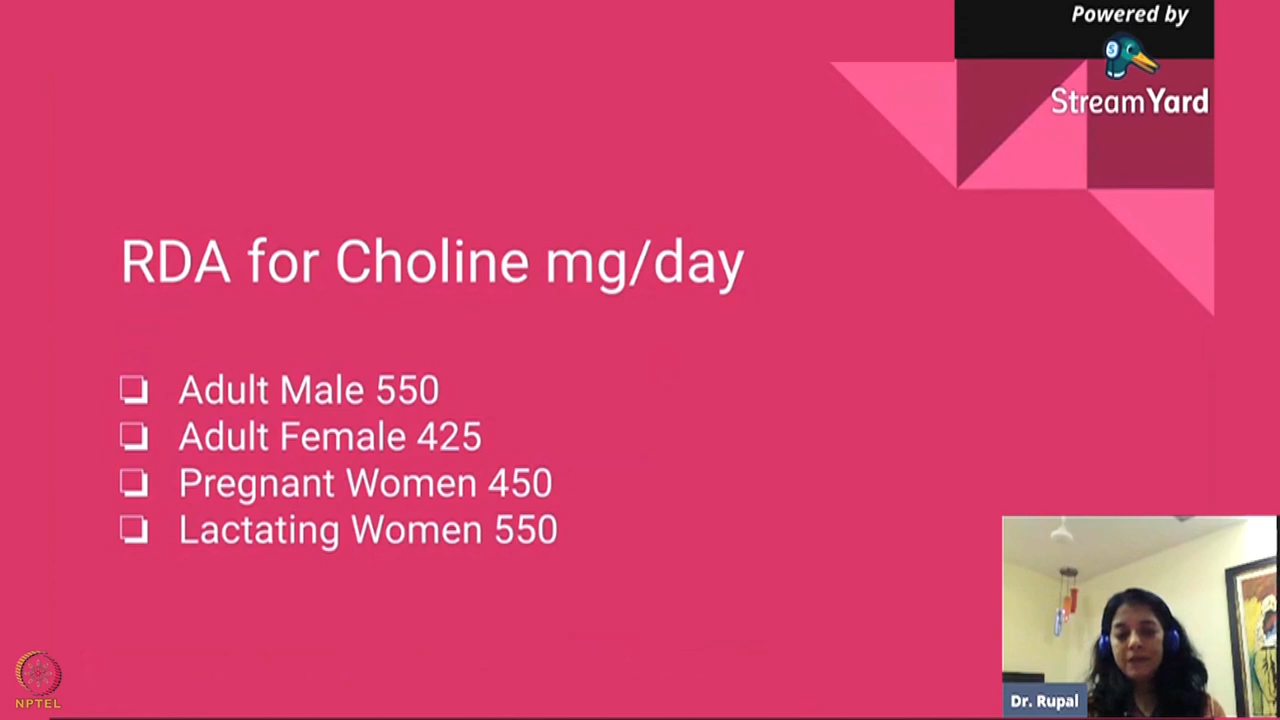 Powered by
StreamYard
RDA for Choline mg/day
Adult Male 550
Adult Female 425
Pregnant Women 450
Lactating Women 550
NPTEL
Dr. Rupal